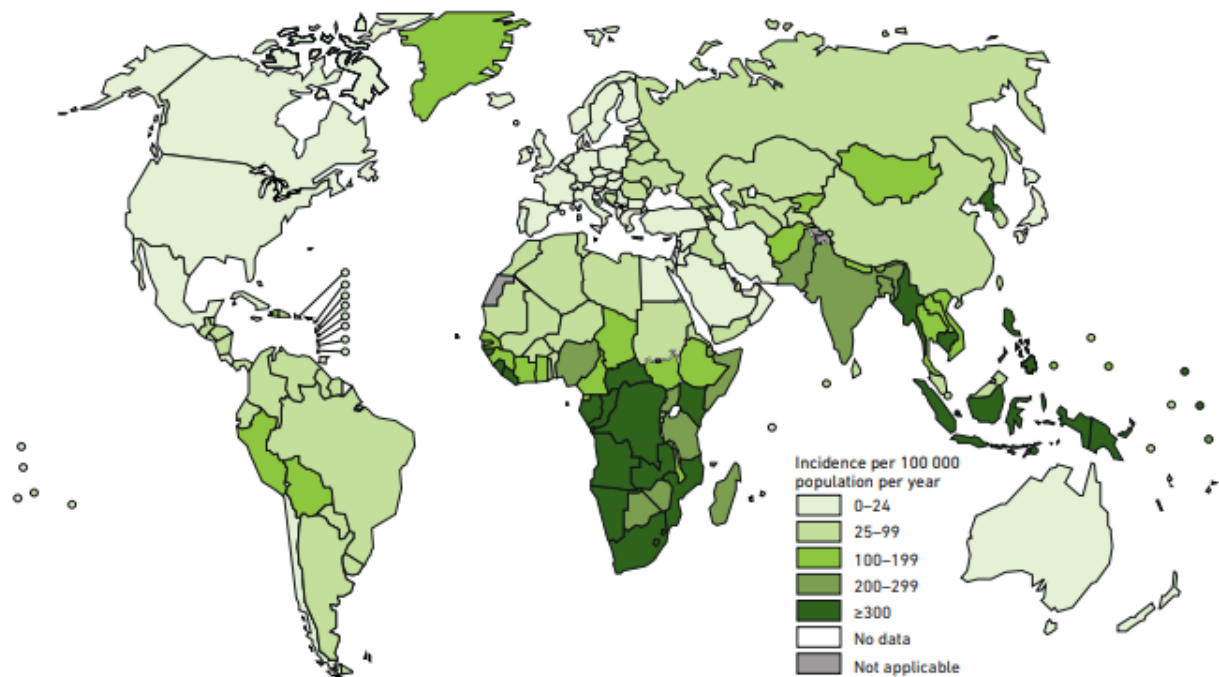 Incidence per 100 000
population per year
0–24
25–99
100–199
200–299
≥300
No data
Not applicable